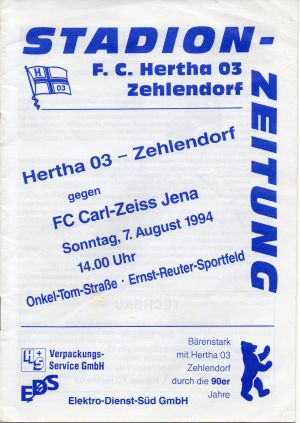 STADION-
ZEITUNG
F. C. Hertha 03
Zehlendorf
H
03
Hertha 03 – Zehlendorf
gegen
FC Carl-Zeiss Jena
Sonntag, 7. August 1994
14.00 Uhr
Onkel-Tom-Straße · Ernst-Reuter-Sportfeld
Verpackungs-
Service GmbH
EDS
Elektro-Dienst-Süd GmbH
Bärenstark
mit Hertha 03
Zehlendorf
durch die 90er
Jahre